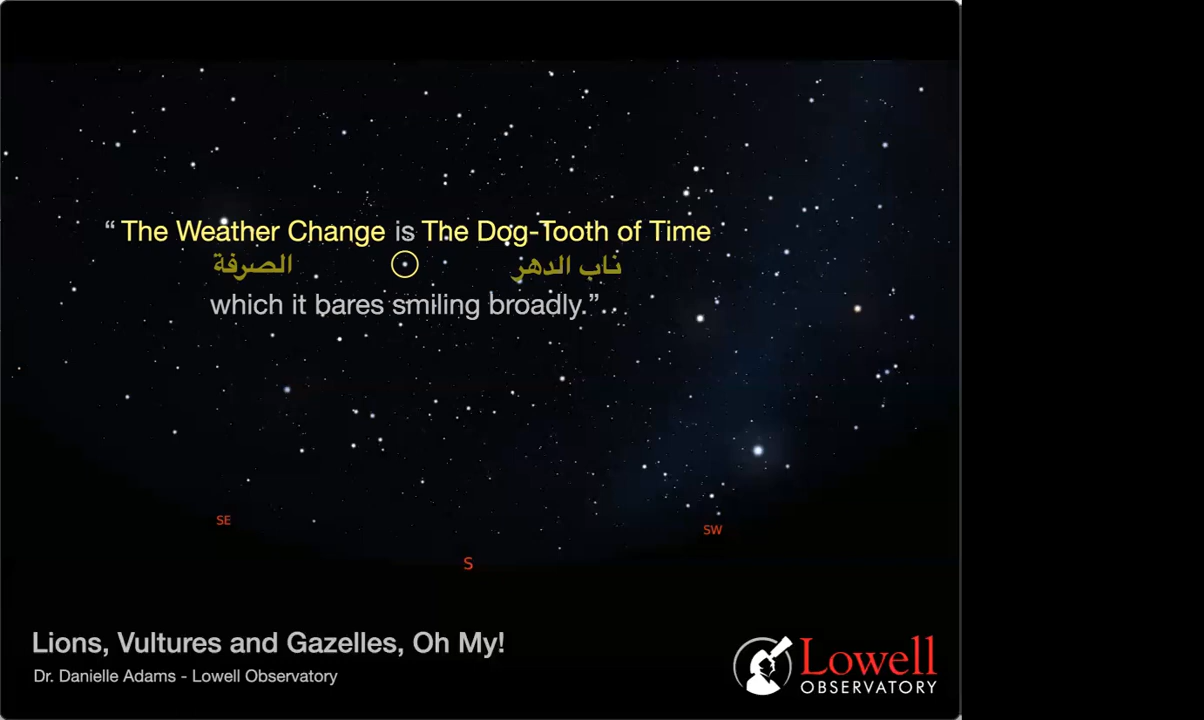 “ The Weather Change is The Dog-Tooth of Time
الصرفة ناب الدهر
which it bares smiling broadly.”
SE
SW
S
Lions, Vultures and Gazelles, Oh My!
Dr. Danielle Adams - Lowell Observatory
Lowell
OBSERVATORY